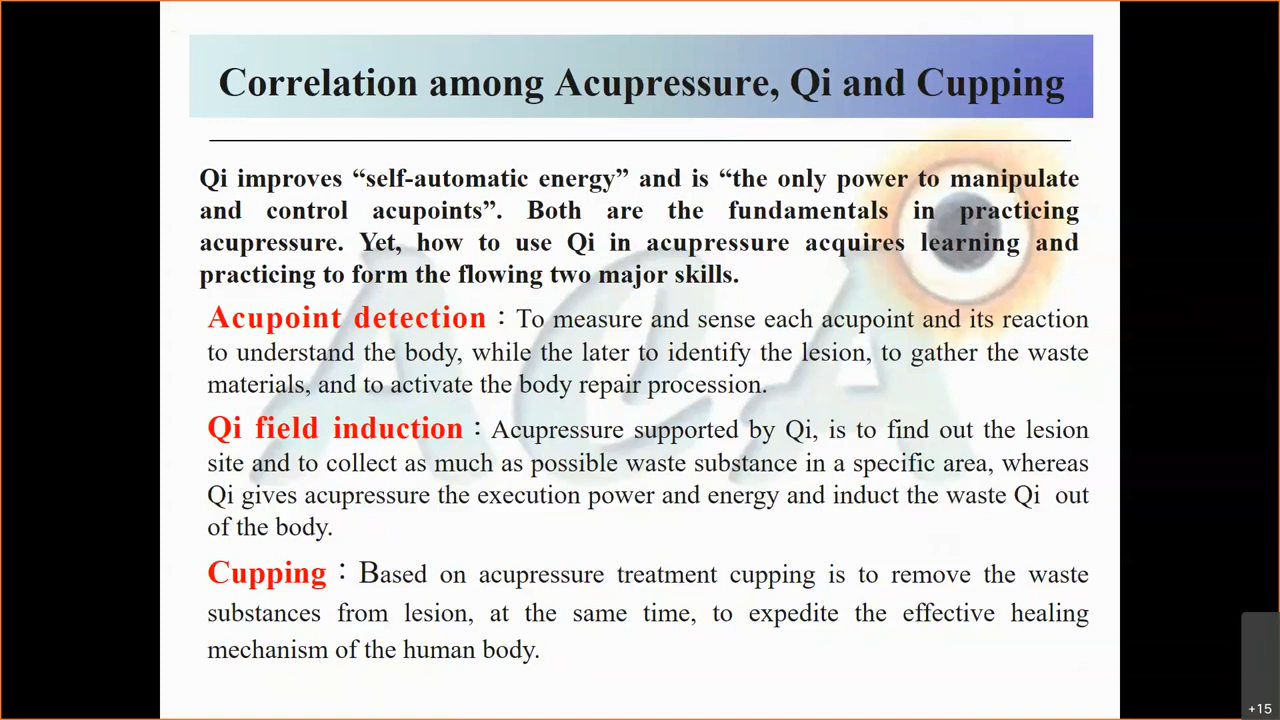 Correlation among Acupressure, Qi and Cupping
Qi improves “self-automatic energy” and is “the only power to manipulate
and control acupoints”. Both are the fundamentals in practicing
acupressure. Yet, how to use Qi in acupressure acquires learning and
practicing to form the flowing two major skills.
Acupoint detection：To measure and sense each acupoint and its reaction
to understand the body, while the later to identify the lesion, to gather the waste
materials, and to activate the body repair procession.
Qi field induction：Acupressure supported by Qi, is to find out the lesion
site and to collect as much as possible waste substance in a specific area, whereas
Qi gives acupressure the execution power and energy and induct the waste Qi out
of the body.
Cupping：Based on acupressure treatment cupping is to remove the waste
substances from lesion, at the same time, to expedite the effective healing
mechanism of the human body.
ACA
+15